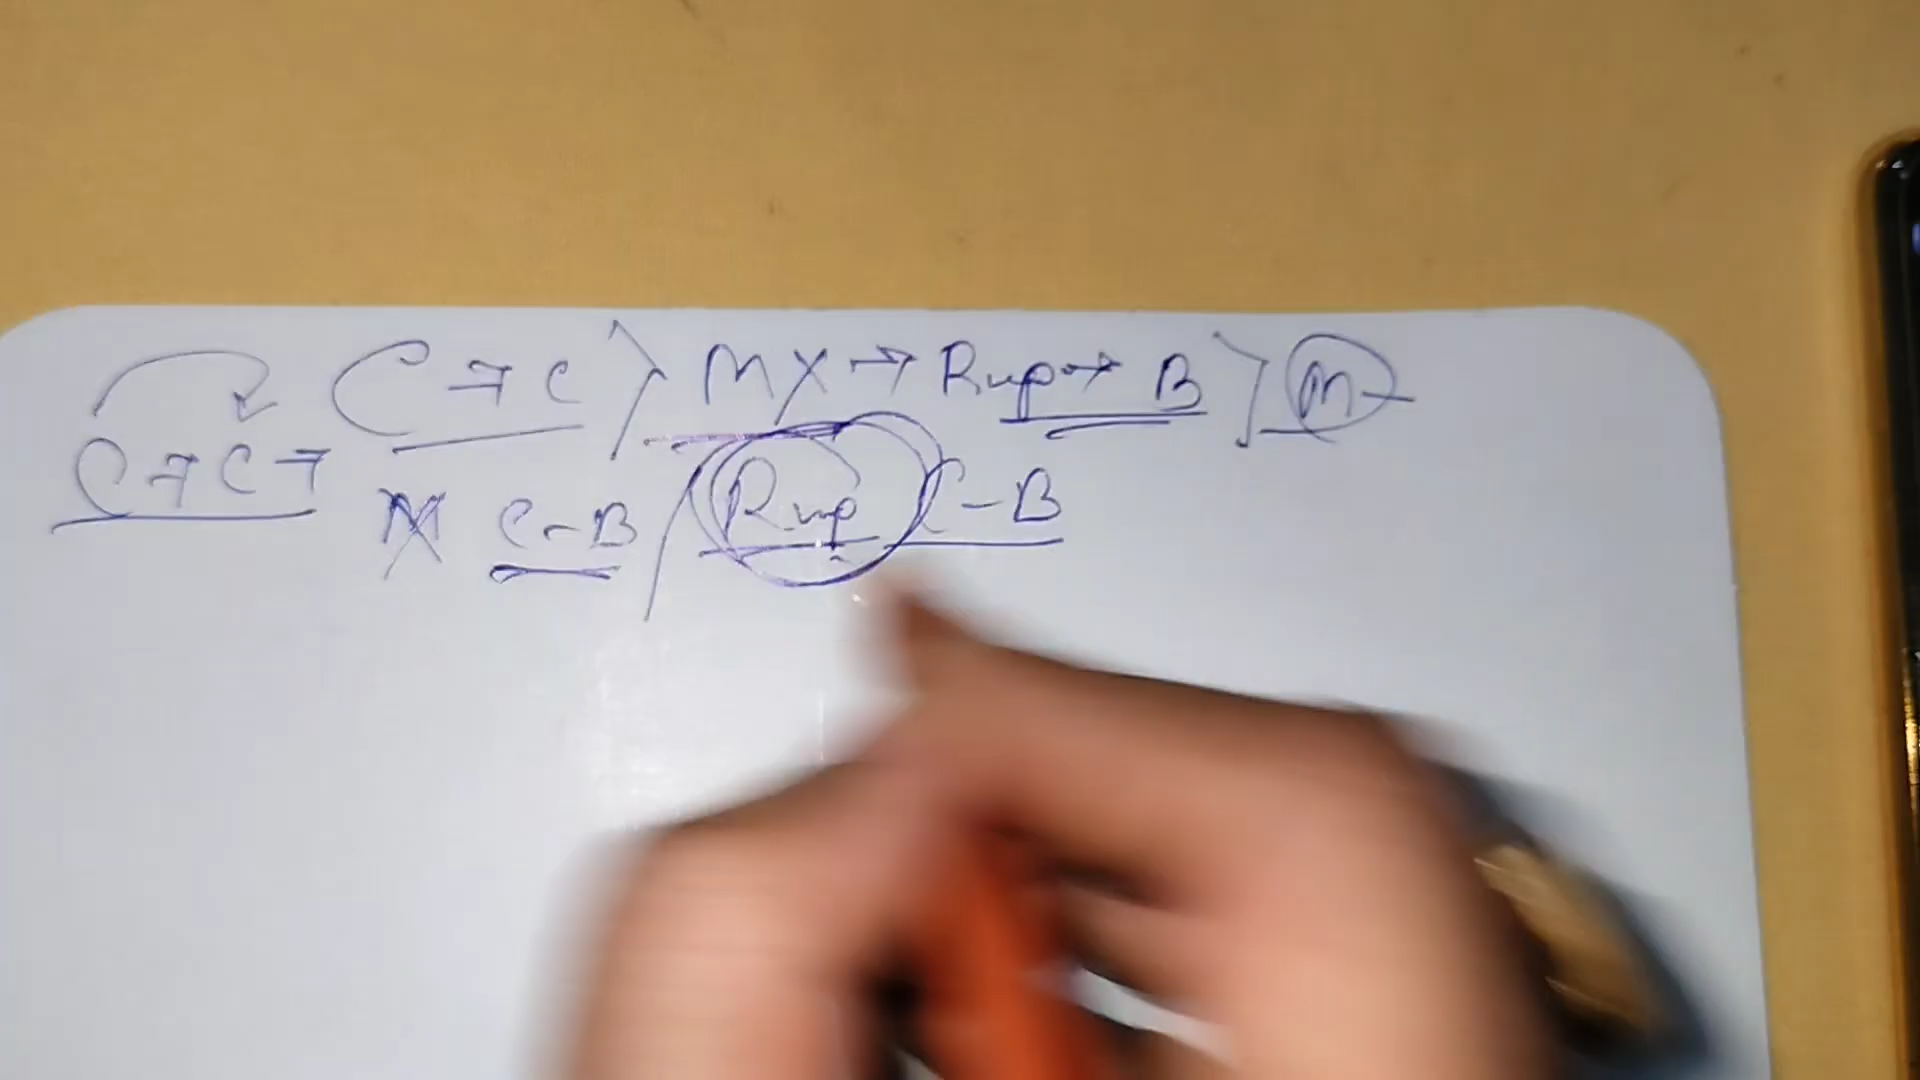 C → C > MX → Rup → B > M
C → C →
M C-B / Rup C-B